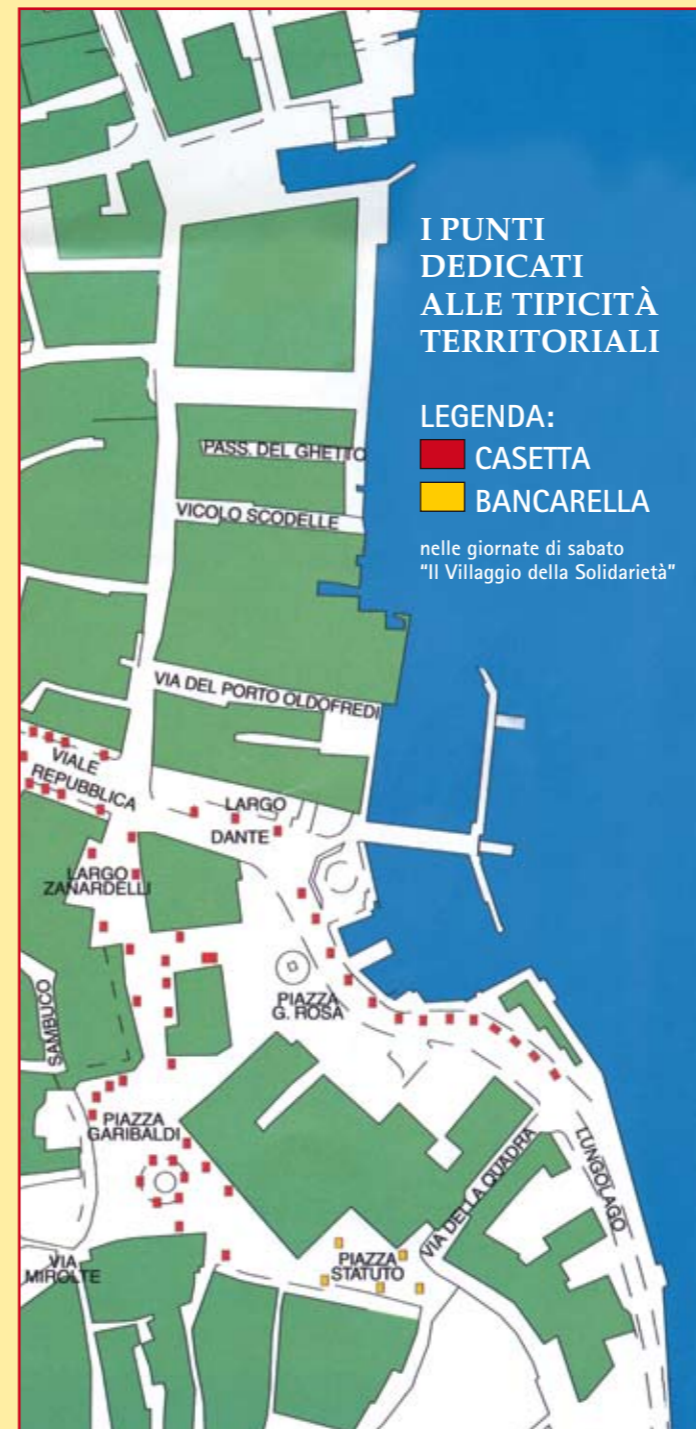 I PUNTI
DEDICATI
ALLE TIPICITÀ
TERRITORIALI
LEGENDA:
CASETTA
BANCARELLA
nelle giornate di sabato
“Il Villaggio della Solidarietà”
PASS. DEL GHETTO
VICOLO SCODELLE
VIA DEL PORTO OLDOFREDI
VIALE
REPUBBLICA
LARGO
DANTE
LARGO
ZANARDELLI
SAMBUCO
PIAZZA
G. ROSA
PIAZZA
GARIBALDI
VIA DELLA QUADRA
LUNGOLAGO
VIA
MIROLTE
PIAZZA
STATUTO